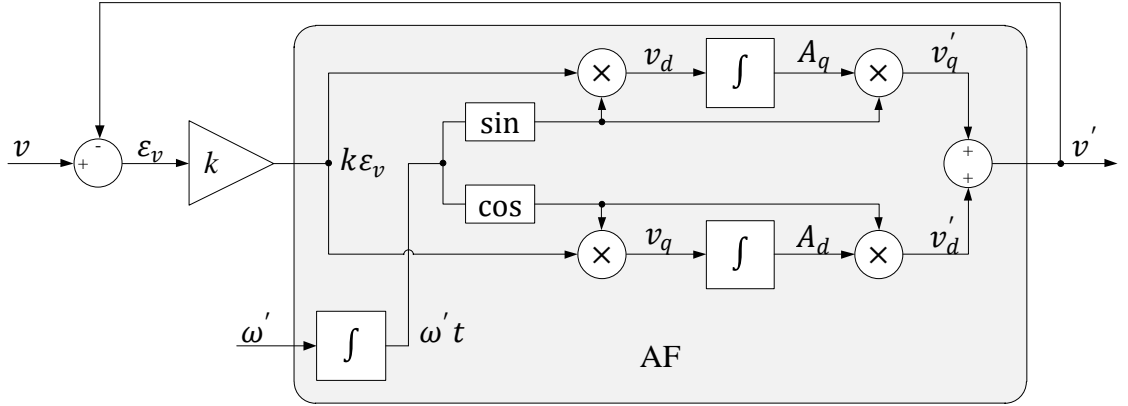 v_d ∫ A_q v_q′
sin
v + - ε_v k kε_v + + v′
cos
v_q ∫ A_d v_d′
ω′ ∫ ω′t
AF